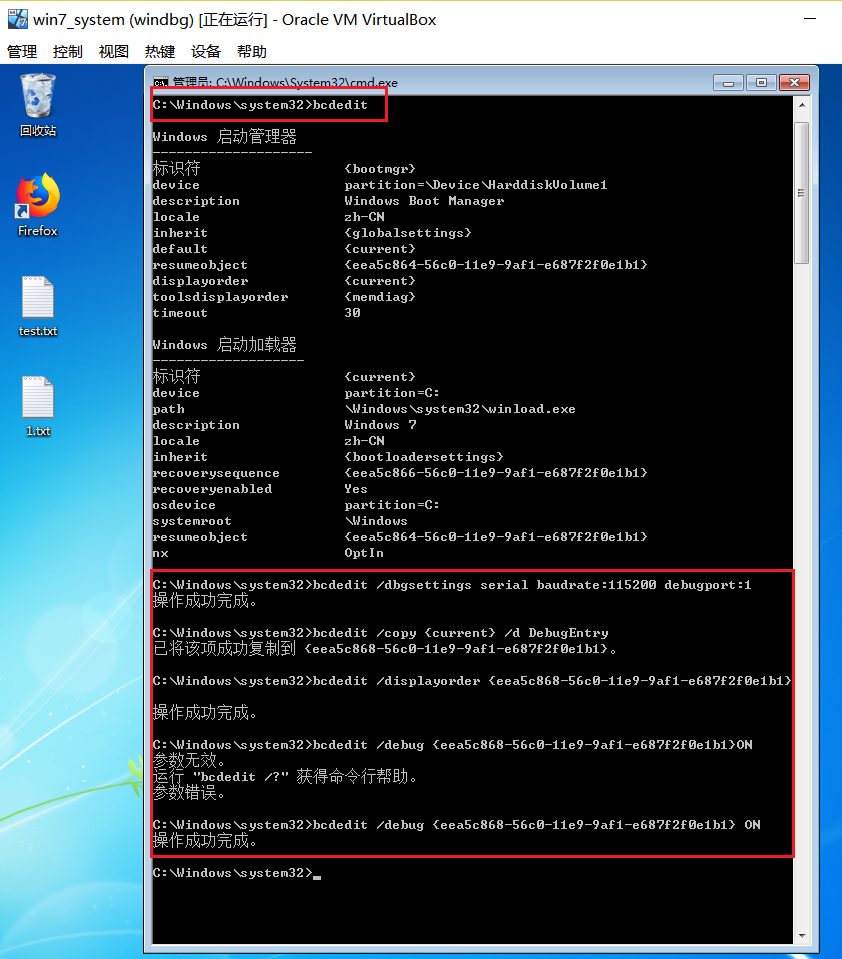 win7_system (windbg) [正在运行] - Oracle VM VirtualBox
管理 控制 视图 热键 设备 帮助
回收站
Firefox
test.txt
1.txt
管理员: C:\Windows\System32\cmd.exe
C:\Windows\system32>bcdedit
Windows 启动管理器
--------------------
标识符 {bootmgr}
device partition=\Device\HarddiskVolume1
description Windows Boot Manager
locale zh-CN
inherit {globalsettings}
default {current}
resumeobject {eea5c864-56c0-11e9-9af1-e687f2f0e1b1}
displayorder {current}
toolsdisplayorder {memdiag}
timeout 30
Windows 启动加载器
-------------------
标识符 {current}
device partition=C:
path \Windows\system32\winload.exe
description Windows 7
locale zh-CN
inherit {bootloadersettings}
recoverysequence {eea5c866-56c0-11e9-9af1-e687f2f0e1b1}
recoveryenabled Yes
osdevice partition=C:
systemroot \Windows
resumeobject {eea5c864-56c0-11e9-9af1-e687f2f0e1b1}
nx OptIn
C:\Windows\system32>bcdedit /dbgsettings serial baudrate:115200 debugport:1
操作成功完成。
C:\Windows\system32>bcdedit /copy {current} /d DebugEntry
已将该项成功复制到 {eea5c868-56c0-11e9-9af1-e687f2f0e1b1}。
C:\Windows\system32>bcdedit /displayorder {eea5c868-56c0-11e9-9af1-e687f2f0e1b1}
操作成功完成。
C:\Windows\system32>bcdedit /debug {eea5c868-56c0-11e9-9af1-e687f2f0e1b1}ON
参数无效。
运行 "bcdedit /?" 获得命令行帮助。
参数错误。
C:\Windows\system32>bcdedit /debug {eea5c868-56c0-11e9-9af1-e687f2f0e1b1} ON
操作成功完成。
C:\Windows\system32>